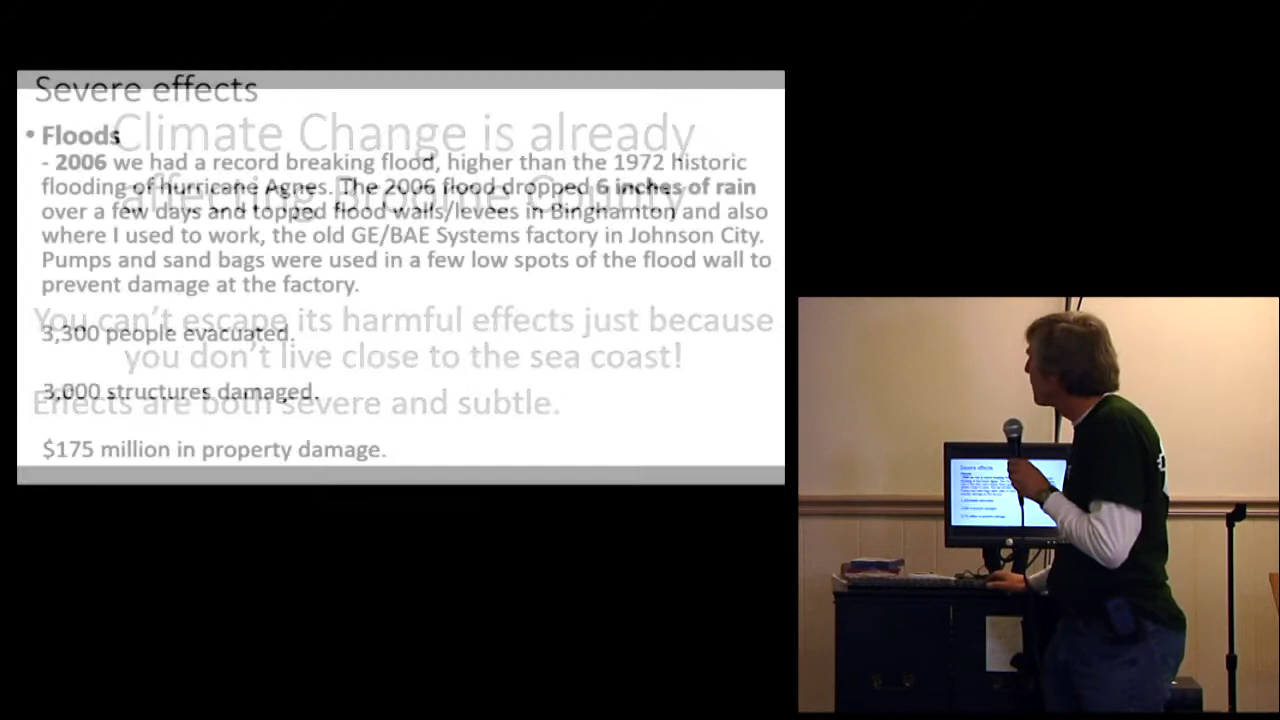 Severe effects
Climate Change is already
affecting Broome County
• Floods
- 2006 we had a record breaking flood, higher than the 1972 historic
flooding of hurricane Agnes. The 2006 flood dropped 6 inches of rain
over a few days and topped flood walls/levees in Binghamton and also
where I used to work, the old GE/BAE Systems factory in Johnson City.
Pumps and sand bags were used in a few low spots of the flood wall to
prevent damage at the factory.
You can't escape its harmful effects just because
you don't live close to the sea coast!
3,300 people evacuated.
3,000 structures damaged.
Effects are both severe and subtle.
$175 million in property damage.
Severe effects